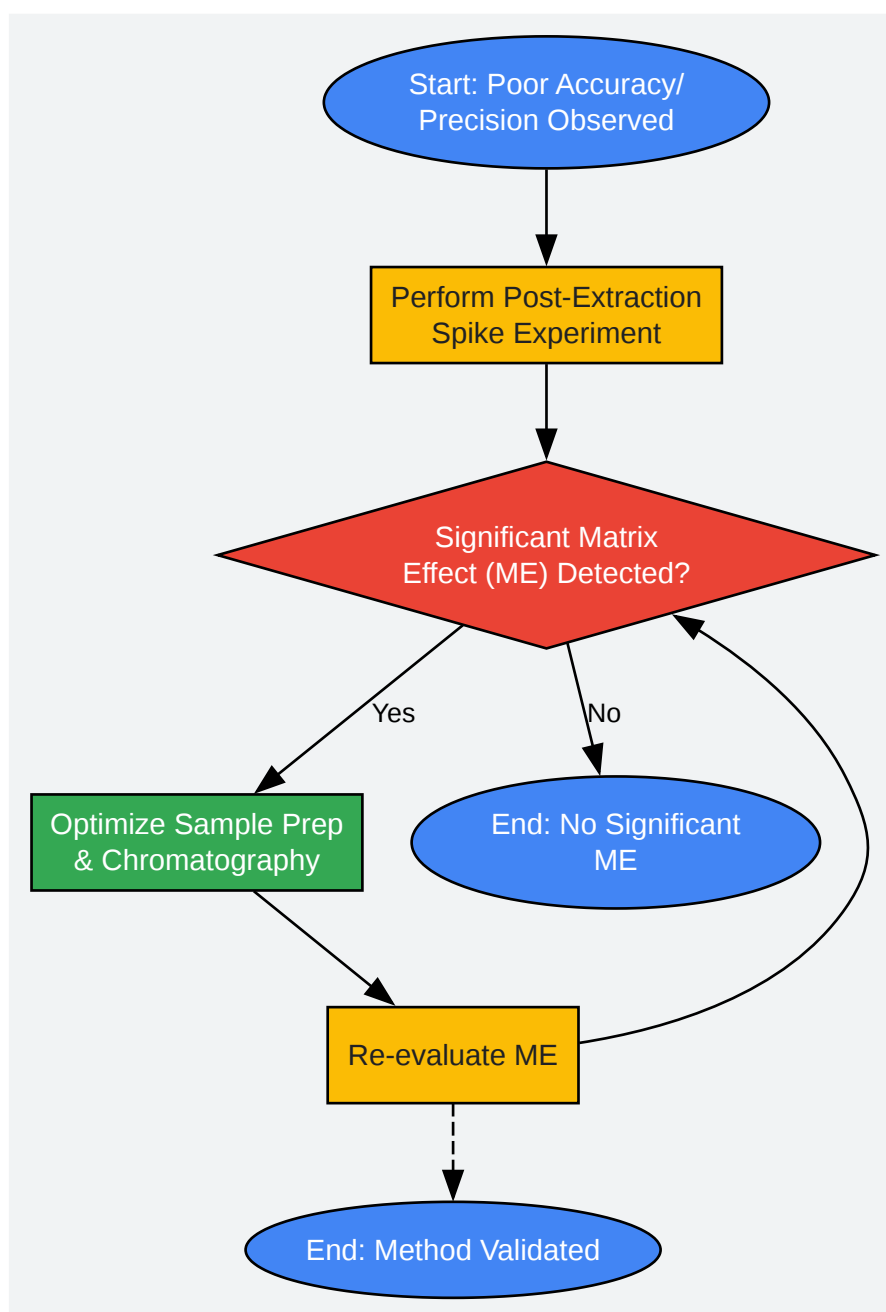 Start: Poor Accuracy/
Precision Observed
Perform Post-Extraction
Spike Experiment
Significant Matrix
Effect (ME) Detected?
Yes
No
Optimize Sample Prep
& Chromatography
End: No Significant
ME
Re-evaluate ME
End: Method Validated